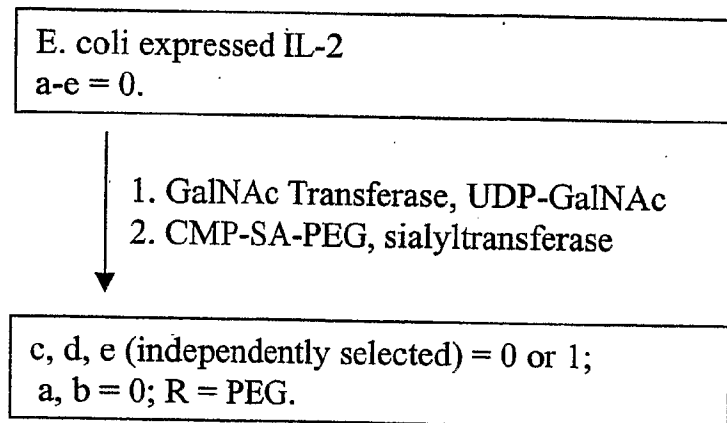 E. coli expressed IL-2
a-e = 0.
1. GalNAc Transferase, UDP-GalNAc
2. CMP-SA-PEG, sialyltransferase
c, d, e (independently selected) = 0 or 1;
a, b = 0; R = PEG.